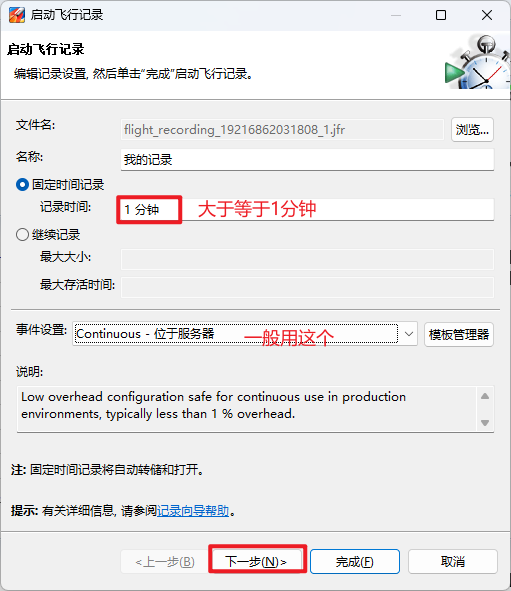 启动飞行记录
启动飞行记录
编辑记录设置, 然后单击“完成”启动飞行记录。
文件名:
flight_recording_19216862031808_1.jfr
浏览...
名称:
我的记录
固定时间记录
记录时间:
1 分钟
大于等于1分钟
继续记录
最大大小:
最大存活时间:
事件设置:
Continuous - 位于服务器
一般用这个
模板管理器
说明:
Low overhead configuration safe for continuous use in production
environments, typically less than 1 % overhead.
注: 固定时间记录将自动转储和打开。
提示: 有关详细信息, 请参阅记录向导帮助。
<上一步(B)
下一步(N)>
完成(F)
取消